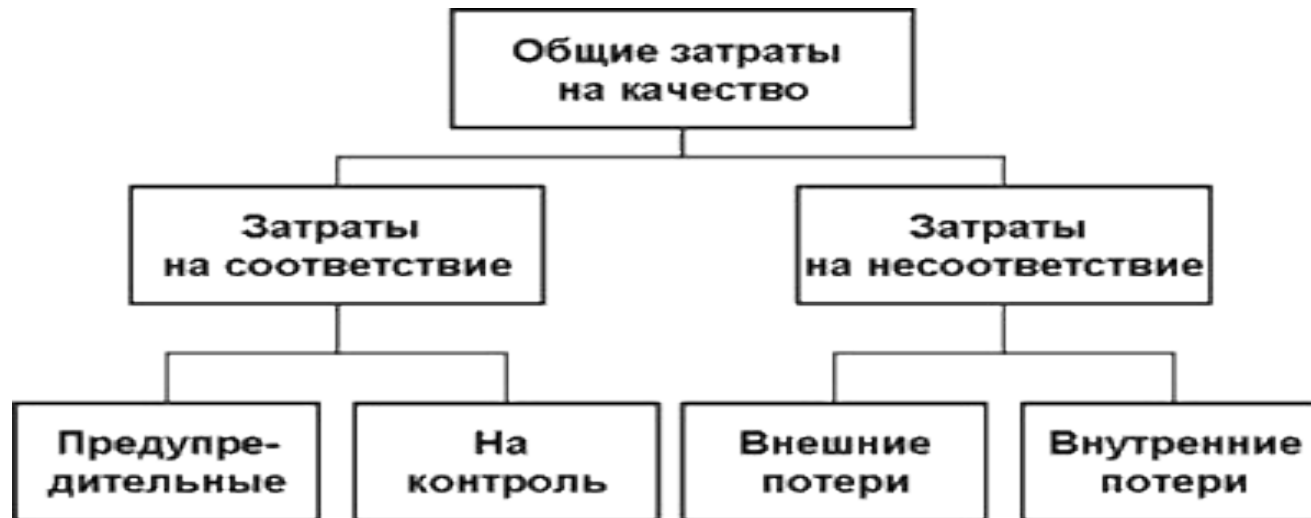 Общие затраты
на качество
Затраты
на соответствие
Затраты
на несоответствие
Предупре-
дительные
На
контроль
Внешние
потери
Внутренние
потери